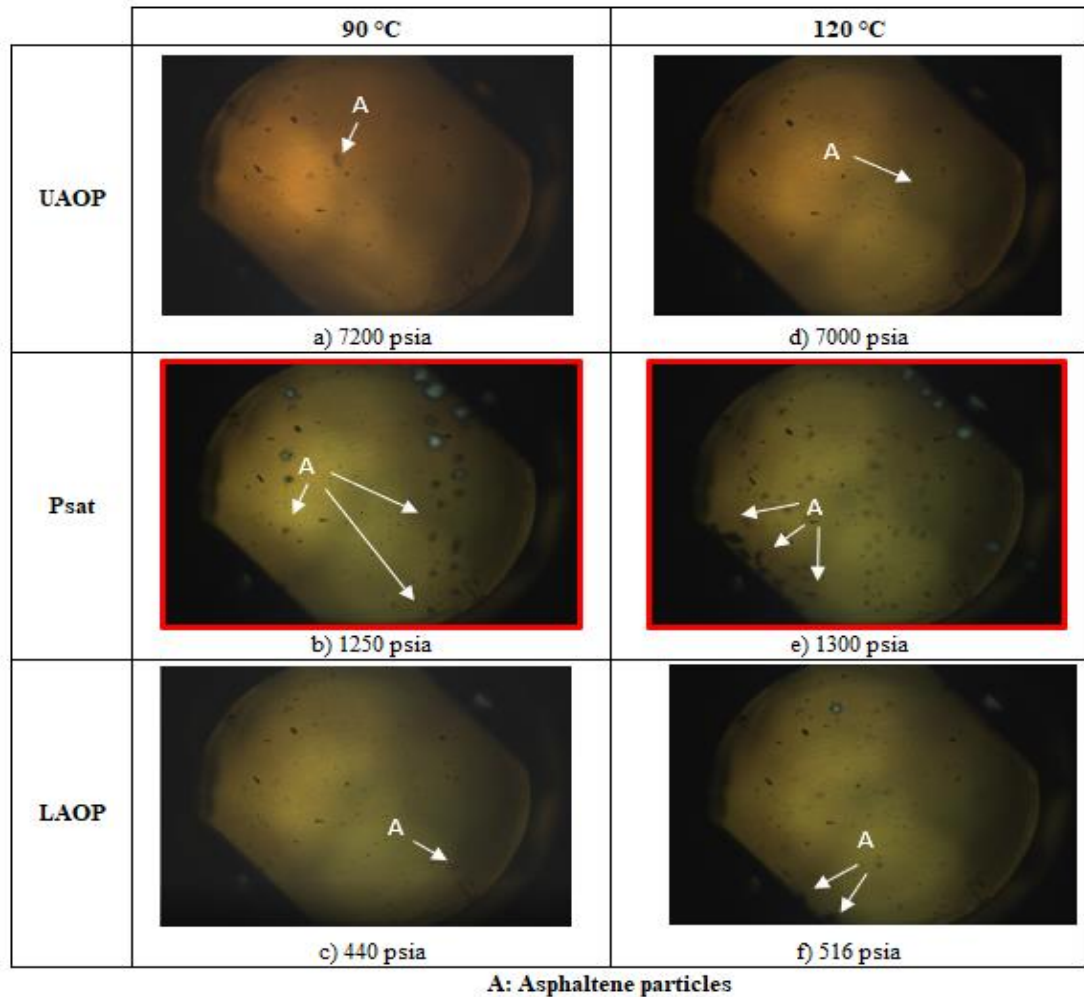 90 °C 120 °C
UAOP
A
A
a) 7200 psia d) 7000 psia
Psat
A
A
b) 1250 psia e) 1300 psia
LAOP
A
A
c) 440 psia f) 516 psia
A: Asphaltene particles